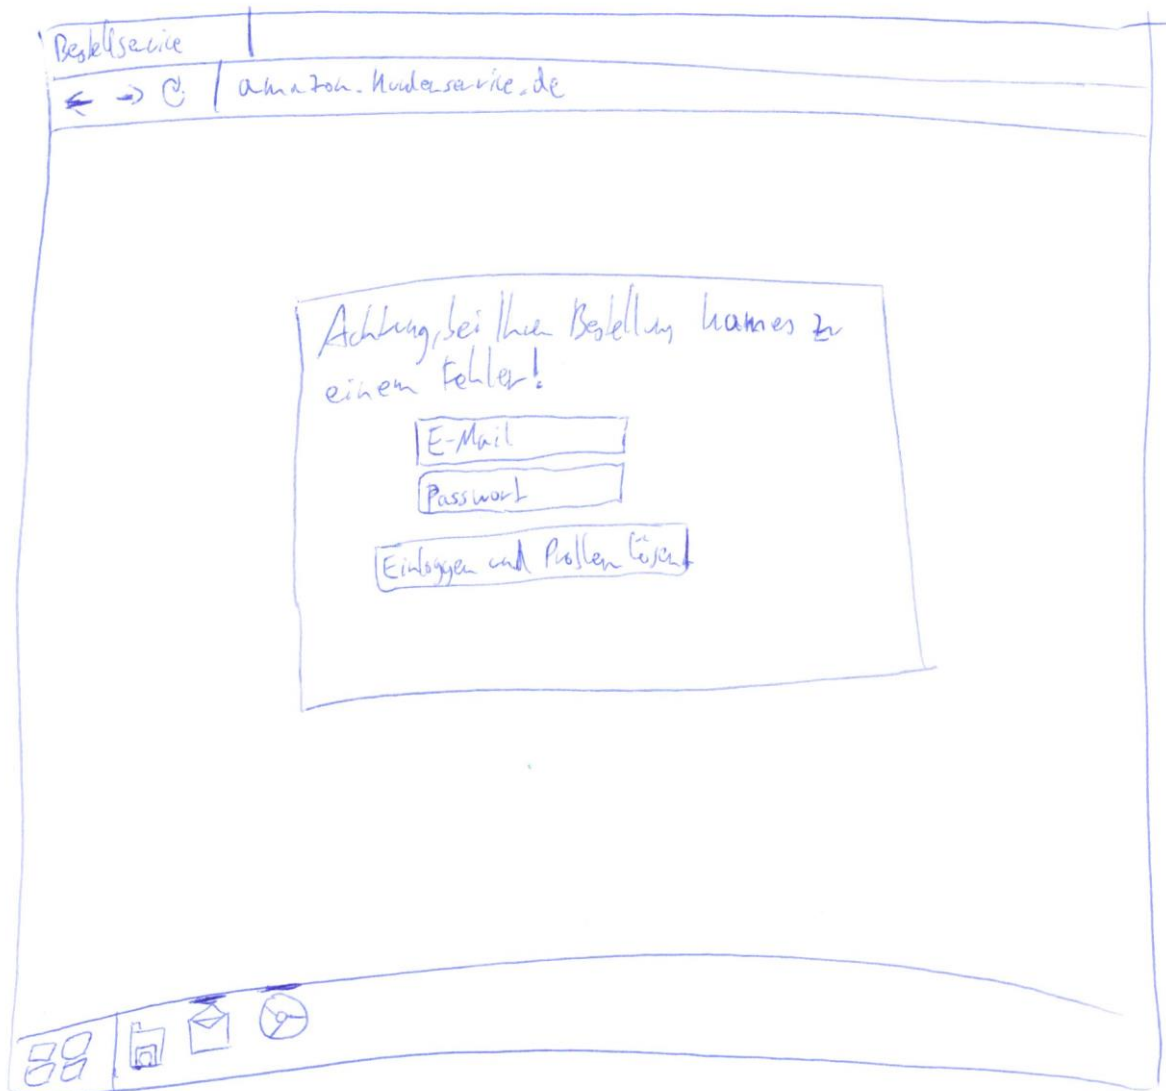 Bestellservice
amazon.kundenservice.de
Achtung, bei Ihrer Bestellung kam es zu
einem Fehler!
E-Mail
Passwort
Einloggen und Problem lösen